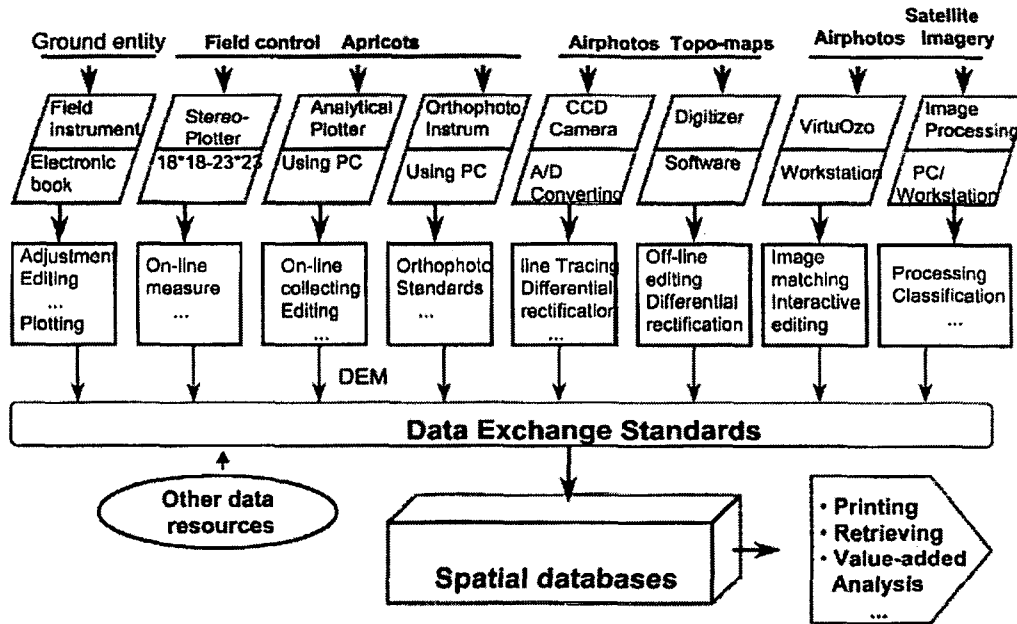 Ground entity
Field control Apricots
Airphotos Topo-maps
Satellite
Airphotos Imagery
Field
instrument
Electronic
book
Stereo-
Plotter
18*18-23*23
Analytical
Plotter
Using PC
Orthophoto
Instrum
Using PC
CCD
Camera
A/D
Converting
Digitizer
Software
VirtuOzo
Workstation
Image
Processing
PC/
Workstation
Adjustment
Editing
...
Plotting
On-line
measure
...
On-line
collecting
Editing
...
Orthophoto
Standards
...
line Tracing
Differential
rectification
...
Off-line
editing
Differential
rectification
Image
matching
Interactive
editing
Processing
Classification
...
DEM
Data Exchange Standards
Other data
resources
Spatial databases
• Printing
• Retrieving
• Value-added
Analysis
...